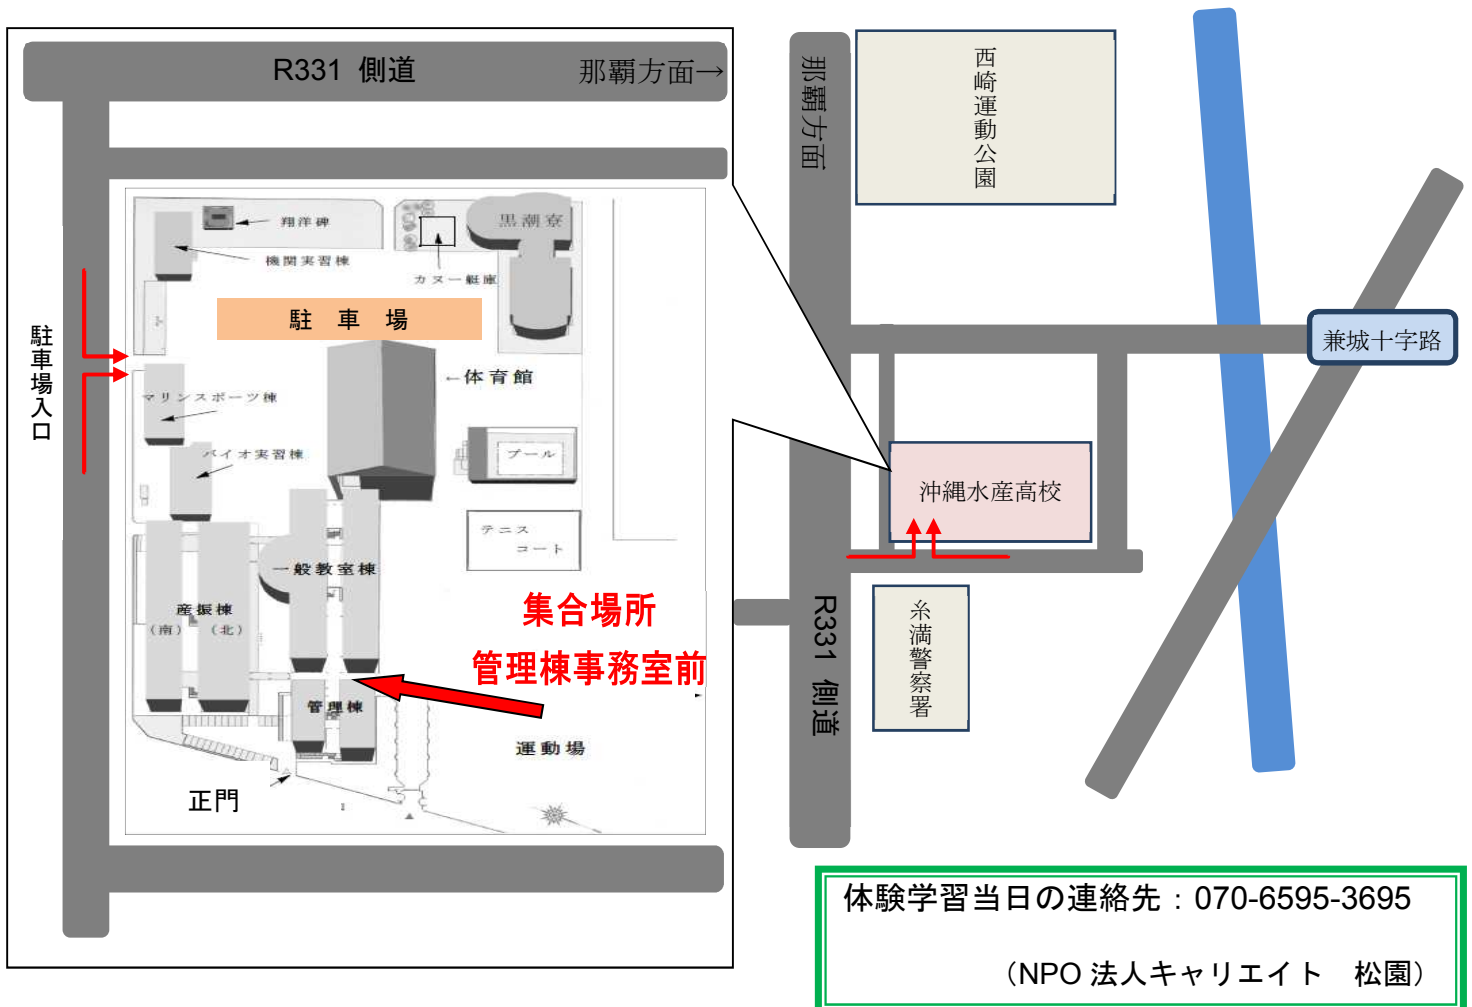 R331 側道
那覇方面→
翔洋碑
機関実習棟
カヌー艇庫
黒潮寮
駐 車 場
駐車場入口
←体育館
マリンスポーツ棟
バイオ実習棟
プール
テニス
コート
一般教室棟
産振棟
（南）
（北）
集合場所
管理棟事務室前
管理棟
運動場
正門
那覇方面
西崎運動公園
兼城十字路
沖縄水産高校
R331 側道
糸満警察署
体験学習当日の連絡先：070-6595-3695
（NPO 法人キャリエイト　松園）